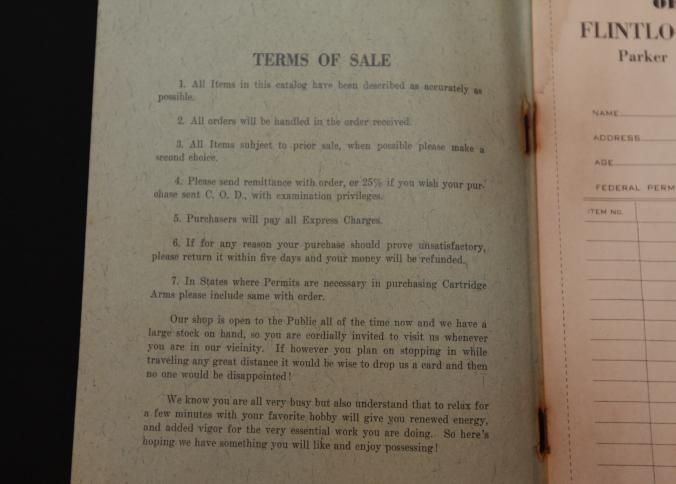 TERMS OF SALE
1. All Items in this catalog have been described as accurately as
possible.
2. All orders will be handled in the order received.
3. All Items subject to prior sale, when possible please make a
second choice.
4. Please send remittance with order, or 25% if you wish your pur-
chase sent C. O. D., with examination privileges.
5. Purchasers will pay all Express Charges.
6. If for any reason your purchase should prove unsatisfactory,
please return it within five days and your money will be refunded.
7. In States where Permits are necessary in purchasing Cartridge
Arms please include same with order.
Our shop is open to the Public all of the time now and we have a
large stock on hand, so you are cordially invited to visit us whenever
you are in our vicinity. If however you plan on stopping in while
traveling any great distance it would be wise to drop us a card and then
no one would be disappointed!
We know you are all very busy but also understand that to relax for
a few minutes with your favorite hobby will give you renewed energy,
and added vigor for the very essential work you are doing. So here's
hoping we have something you will like and enjoy possessing!
FLINTLO
Parker
NAME
ADDRESS
AGE
FEDERAL PERM
ITEM NO.